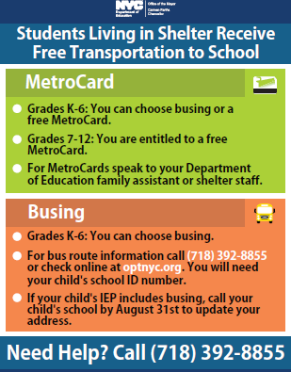 NYC
Department of
Education
Students Living in Shelter Receive
Free Transportation to School
MetroCard
Grades K-6: You can choose busing or a
free MetroCard.
Grades 7-12: You are entitled to a free
MetroCard.
For MetroCards speak to your Department
of Education family assistant or shelter staff.
Busing
Grades K-6: You can choose busing.
For bus route information call (718) 392-8855
or check online at optnyc.org. You will need
your child's school ID number.
If your child's IEP includes busing, call your
child's school by August 31st to update your
address.
Need Help? Call (718) 392-8855